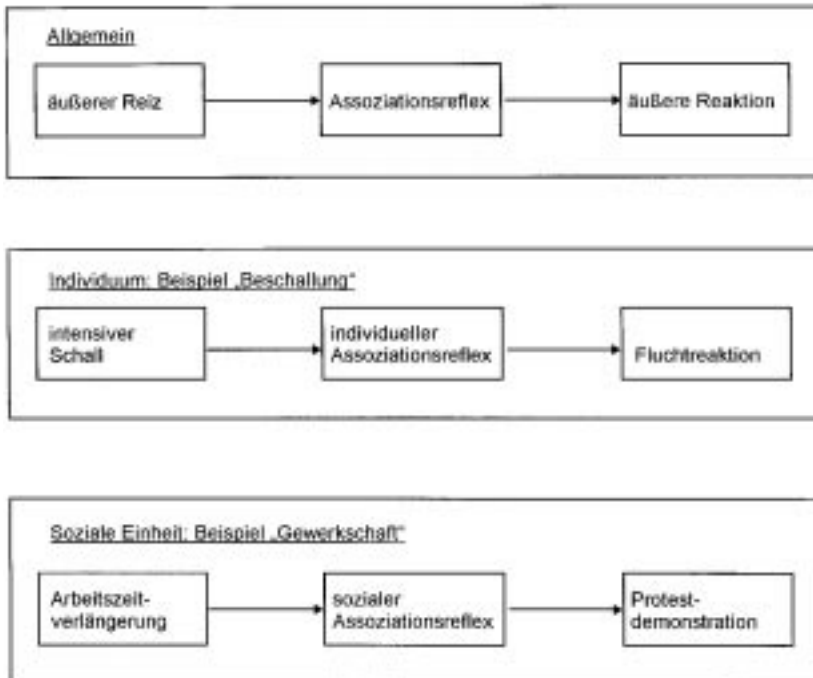 Allgemein
äußerer Reiz
Assoziationsreflex
äußere Reaktion
Individuum: Beispiel „Beschallung“
intensiver
Schall
individueller
Assoziationsreflex
Fluchtreaktion
Soziale Einheit: Beispiel „Gewerkschaft“
Arbeitszeit-
verlängerung
sozialer
Assoziationsreflex
Protest-
demonstration